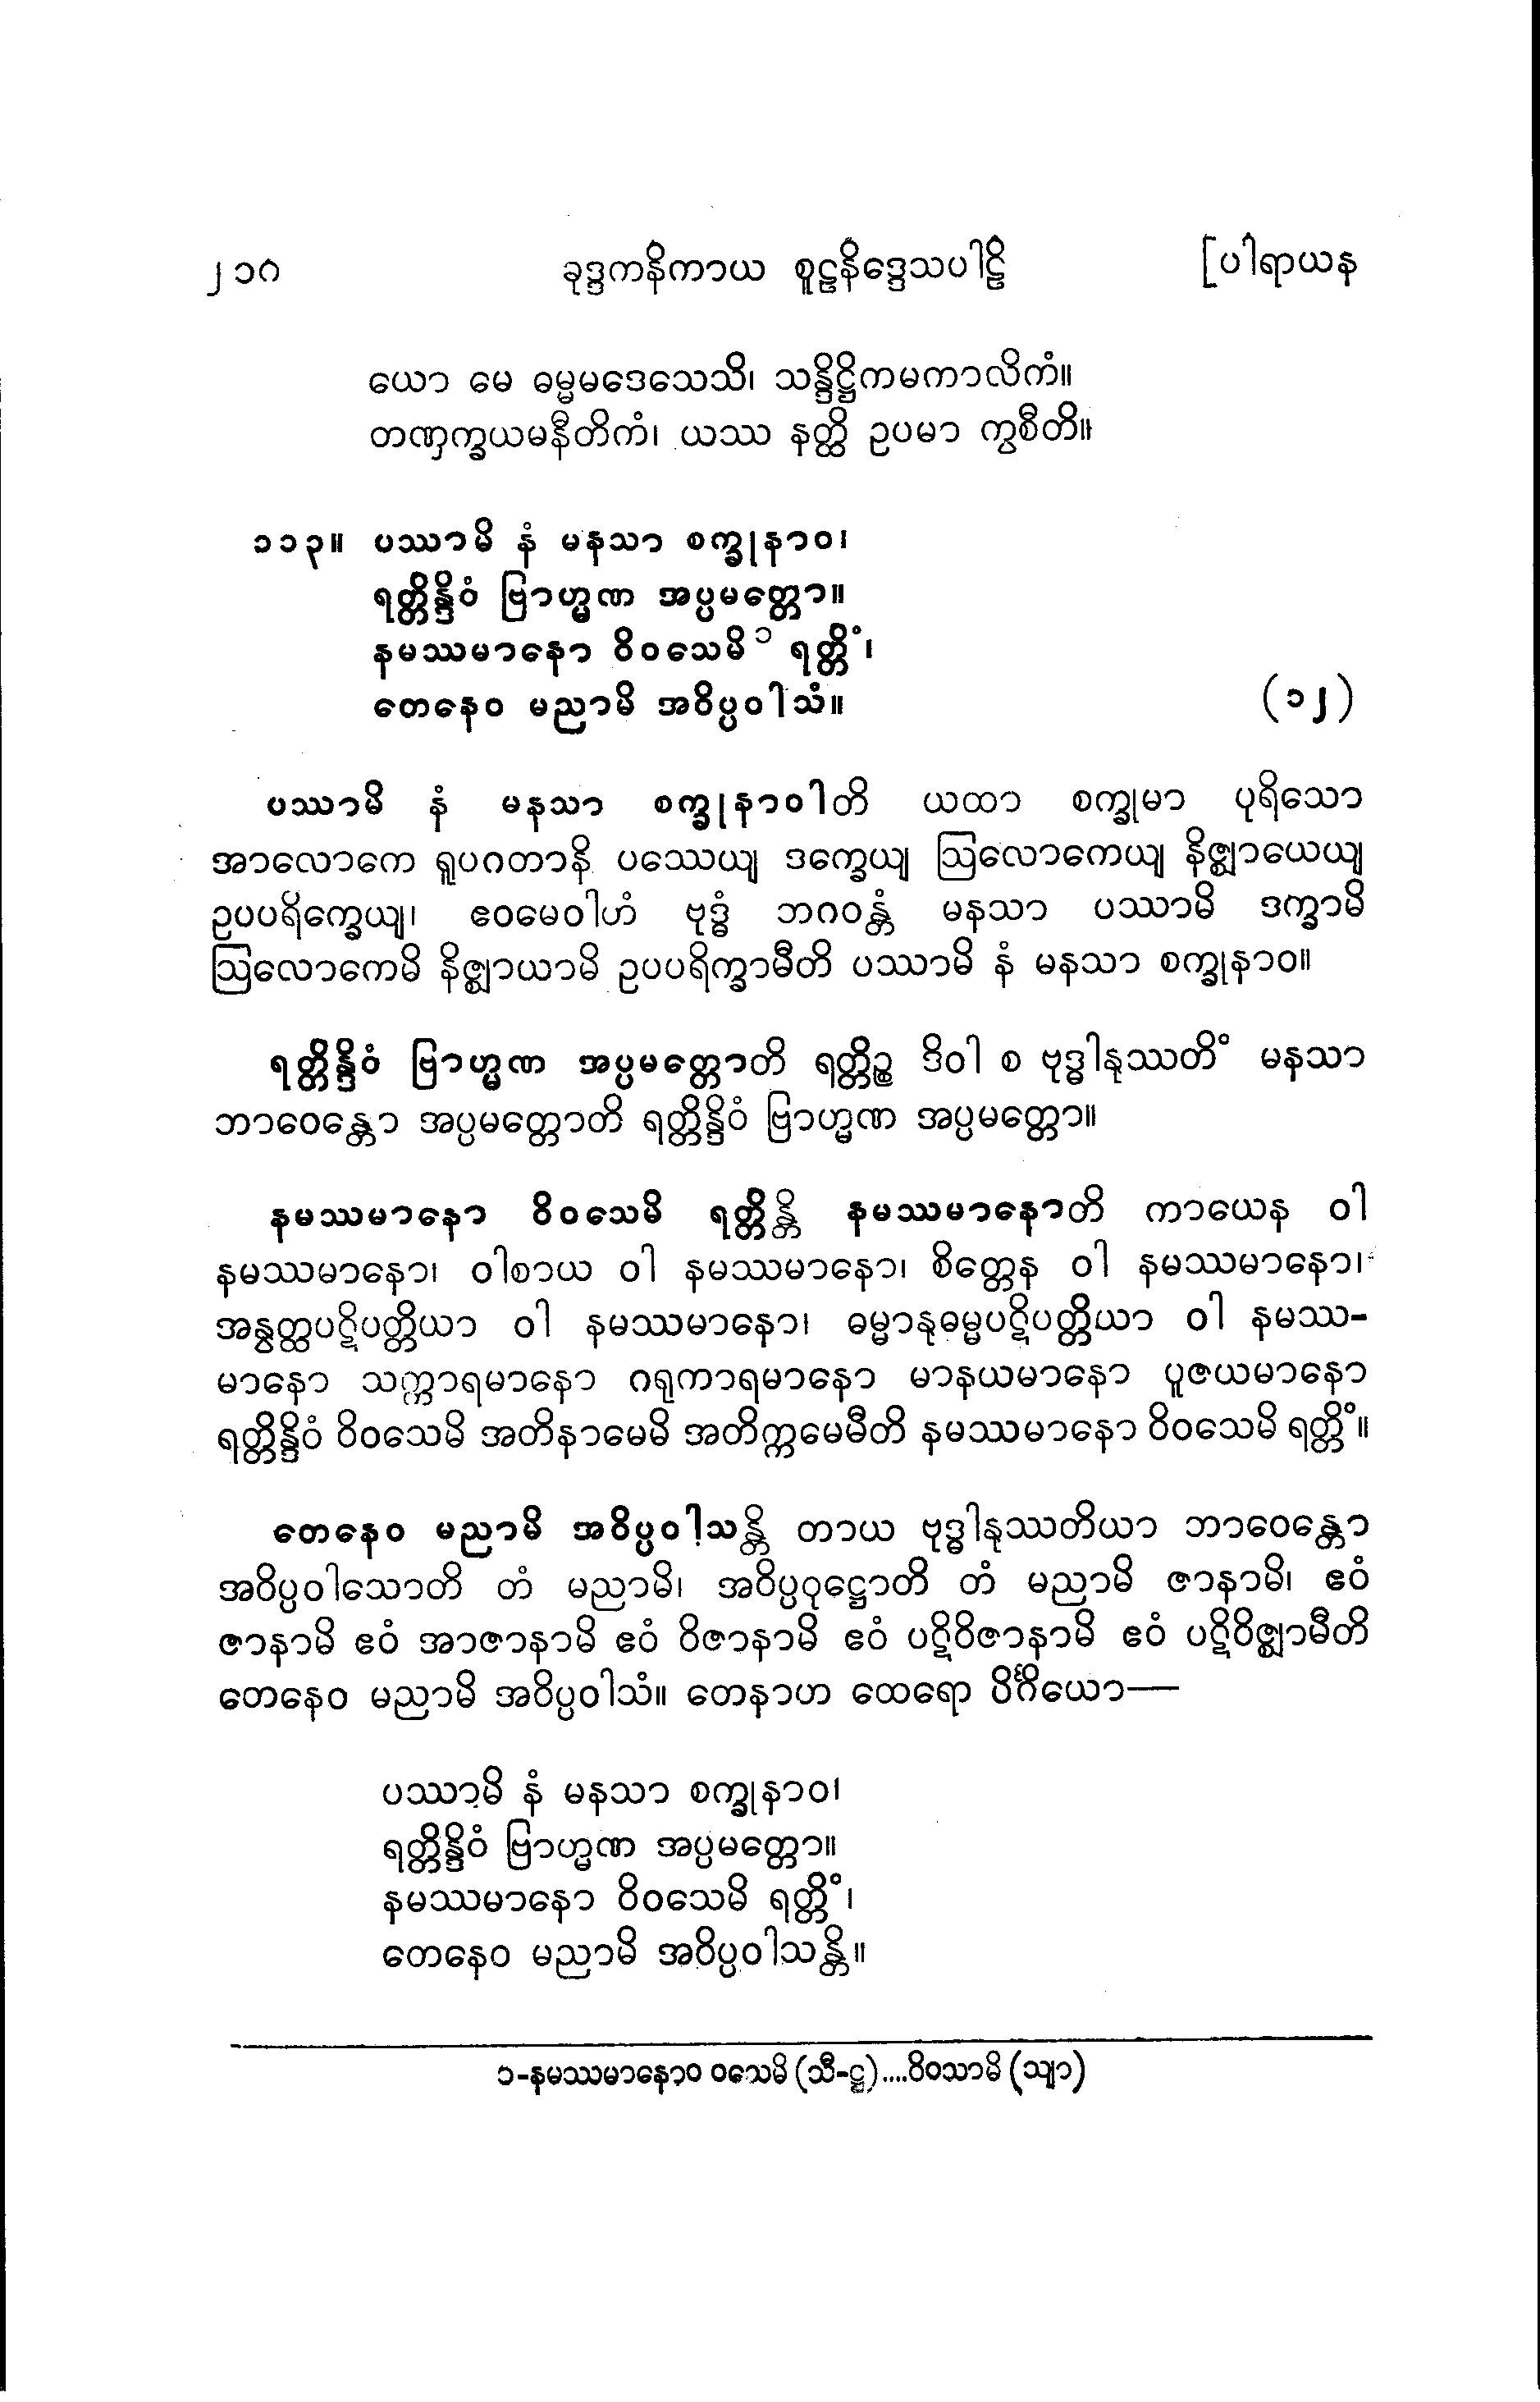 ၂၁၀ ခုဒ္ဒကနိကာယ စူဠနိဒ္ဒေသပါဠိ [ပါရာယန
ယော မေ ဓမ္မမဒေသေသိ၊ သန္ဒိဋ္ဌိကမကာလိကံ။
တဏှက္ခယမနီတိကံ၊ ယဿ နတ္ထိ ဥပမာ ကွစီတိ။
၁၁၃။ ပဿာမိ နံ မနသာ စက္ခုနာဝ၊
ရတ္တိန္ဒိဝံ ဗြာဟ္မဏ အပ္ပမတ္တော။
နမဿမာနော ဝိဝသေမိ ၁ ရတ္တိံ၊
တေနေဝ မညာမိ အဝိပ္ပဝါသံ။ (၁၂)
ပဿာမိ နံ မနသာ စက္ခုနာဝါတိ ယထာ စက္ခုမာ ပုရိသော
အာလောကေ ရူပဂတာနိ ပဿေယျ ဒက္ခေယျ ဩလောကေယျ နိဇ္ဈာယေယျ
ဥပပရိက္ခေယျ၊ ဧဝမေဝါဟံ ဗုဒ္ဓံ ဘဂဝန္တံ မနသာ ပဿာမိ ဒက္ခာမိ
ဩလောကေမိ နိဇ္ဈာယာမိ ဥပပရိက္ခာမီတိ ပဿာမိ နံ မနသာ စက္ခုနာဝ။
ရတ္တိန္ဒိဝံ ဗြာဟ္မဏ အပ္ပမတ္တောတိ ရတ္တိဉ္စ ဒိဝါ စ ဗုဒ္ဓါနုဿတိံ မနသာ
ဘာဝေန္တော အပ္ပမတ္တောတိ ရတ္တိန္ဒိဝံ ဗြာဟ္မဏ အပ္ပမတ္တော။
နမဿမာနော ဝိဝသေမိ ရတ္တိန္တိ နမဿမာနောတိ ကာယေန ဝါ
နမဿမာနော၊ ဝါစာယ ဝါ နမဿမာနော၊ စိတ္တေန ဝါ နမဿမာနော၊
အနွတ္ထပဋိပတ္တိယာ ဝါ နမဿမာနော၊ ဓမ္မာနုဓမ္မပဋိပတ္တိယာ ဝါ နမဿ-
မာနော သက္ကာရမာနော ဂရုကာရမာနော မာနယမာနော ပူဇယမာနော
ရတ္တိန္ဒိဝံ ဝိဝသေမိ အတိနာမေမိ အတိက္ကမေမီတိ နမဿမာနော ဝိဝသေမိ ရတ္တိံ။
တေနေဝ မညာမိ အဝိပ္ပဝါသန္တိ တာယ ဗုဒ္ဓါနုဿတိယာ ဘာဝေန္တော
အဝိပ္ပဝါသောတိ တံ မညာမိ၊ အဝိပ္ပဝုဋ္ဌောတိ တံ မညာမိ ဇာနာမိ၊ ဧဝံ
ဇာနာမိ ဧဝံ အာဇာနာမိ ဧဝံ ဝိဇာနာမိ ဧဝံ ပဋိဝိဇာနာမိ ဧဝံ ပဋိဝိဇ္ဈာမီတိ
တေနေဝ မညာမိ အဝိပ္ပဝါသံ။ တေနာဟ ထေရော ပိင်္ဂိယော—
ပဿာမိ နံ မနသာ စက္ခုနာဝ၊
ရတ္တိန္ဒိဝံ ဗြာဟ္မဏ အပ္ပမတ္တော။
နမဿမာနော ဝိဝသေမိ ရတ္တိံ၊
တေနေဝ မညာမိ အဝိပ္ပဝါသန္တိ။
၁-နမဿမာနောဝ ဝသေမိ (သီ-ဋ္ဌ)....ဝိဝသာမိ (သျာ)